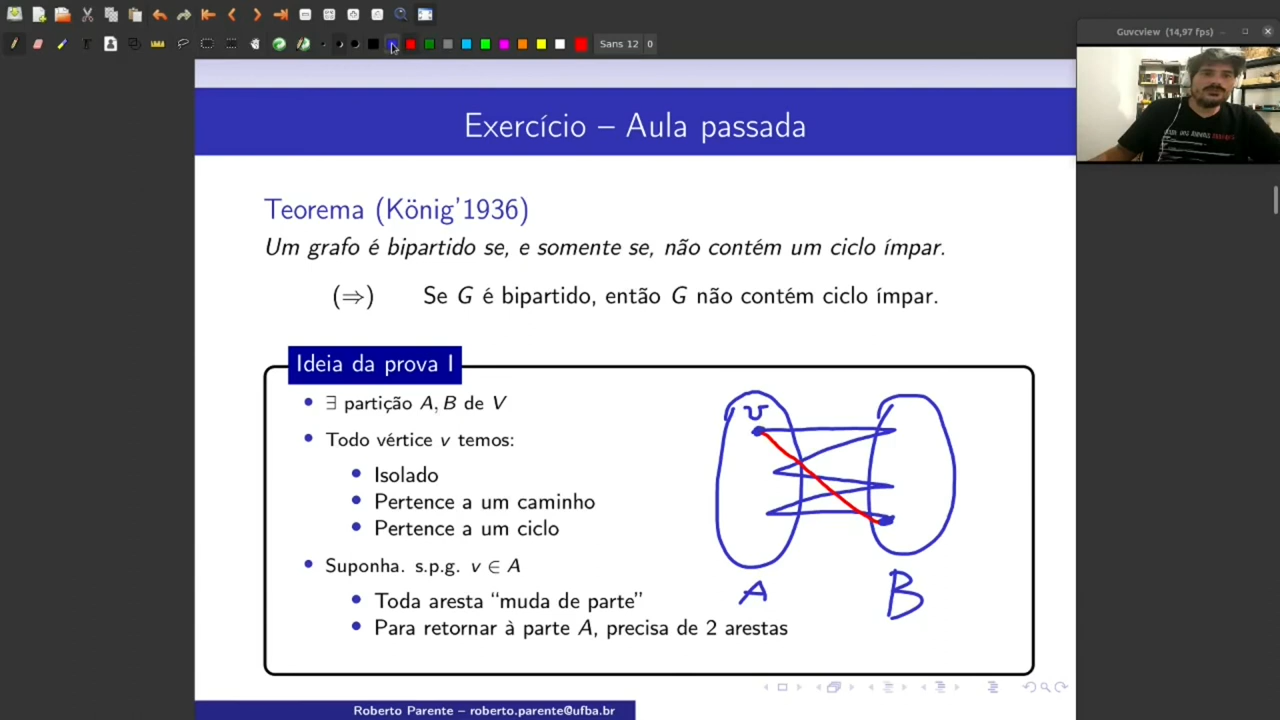 Guvcview (14,97 fps)
Sans 12 0
Exercício – Aula passada
Teorema (König'1936)
Um grafo é bipartido se, e somente se, não contém um ciclo ímpar.
(⇒) Se G é bipartido, então G não contém ciclo ímpar.
Ideia da prova I
∃ partição A, B de V
Todo vértice v temos:
Isolado
Pertence a um caminho
Pertence a um ciclo
Suponha. s.p.g. v ∈ A
Toda aresta “muda de parte”
Para retornar à parte A, precisa de 2 arestas
v
A B
Roberto Parente – roberto.parente@ufba.br